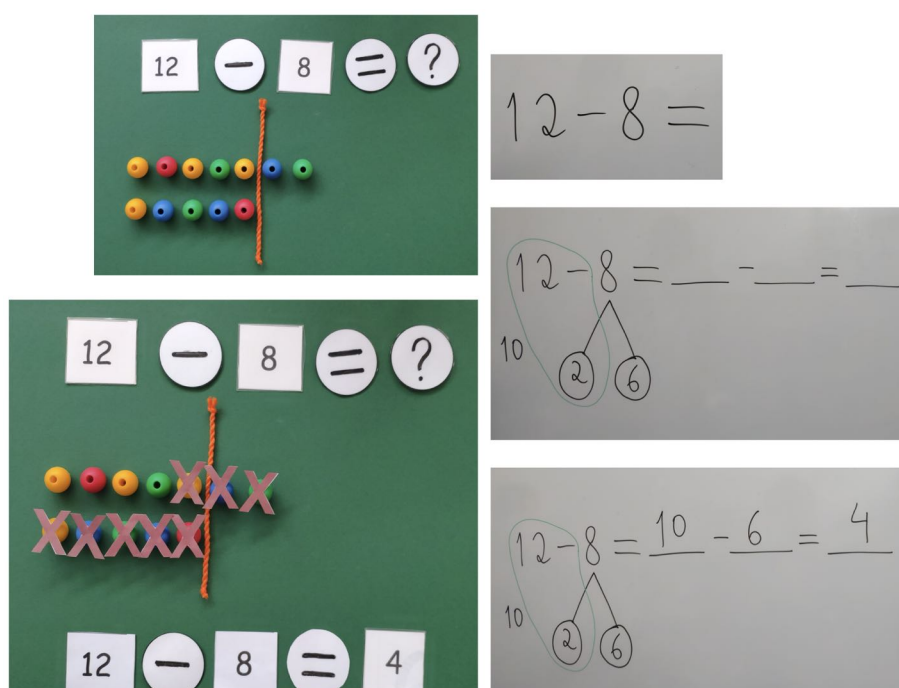 12 − 8 = ?
12 − 8 =
12 − 8 = ___ - ___ = ___
10
2 6
12 − 8 = ?
12 − 8 = 4
12 − 8 = 10 - 6 = 4
10
2 6